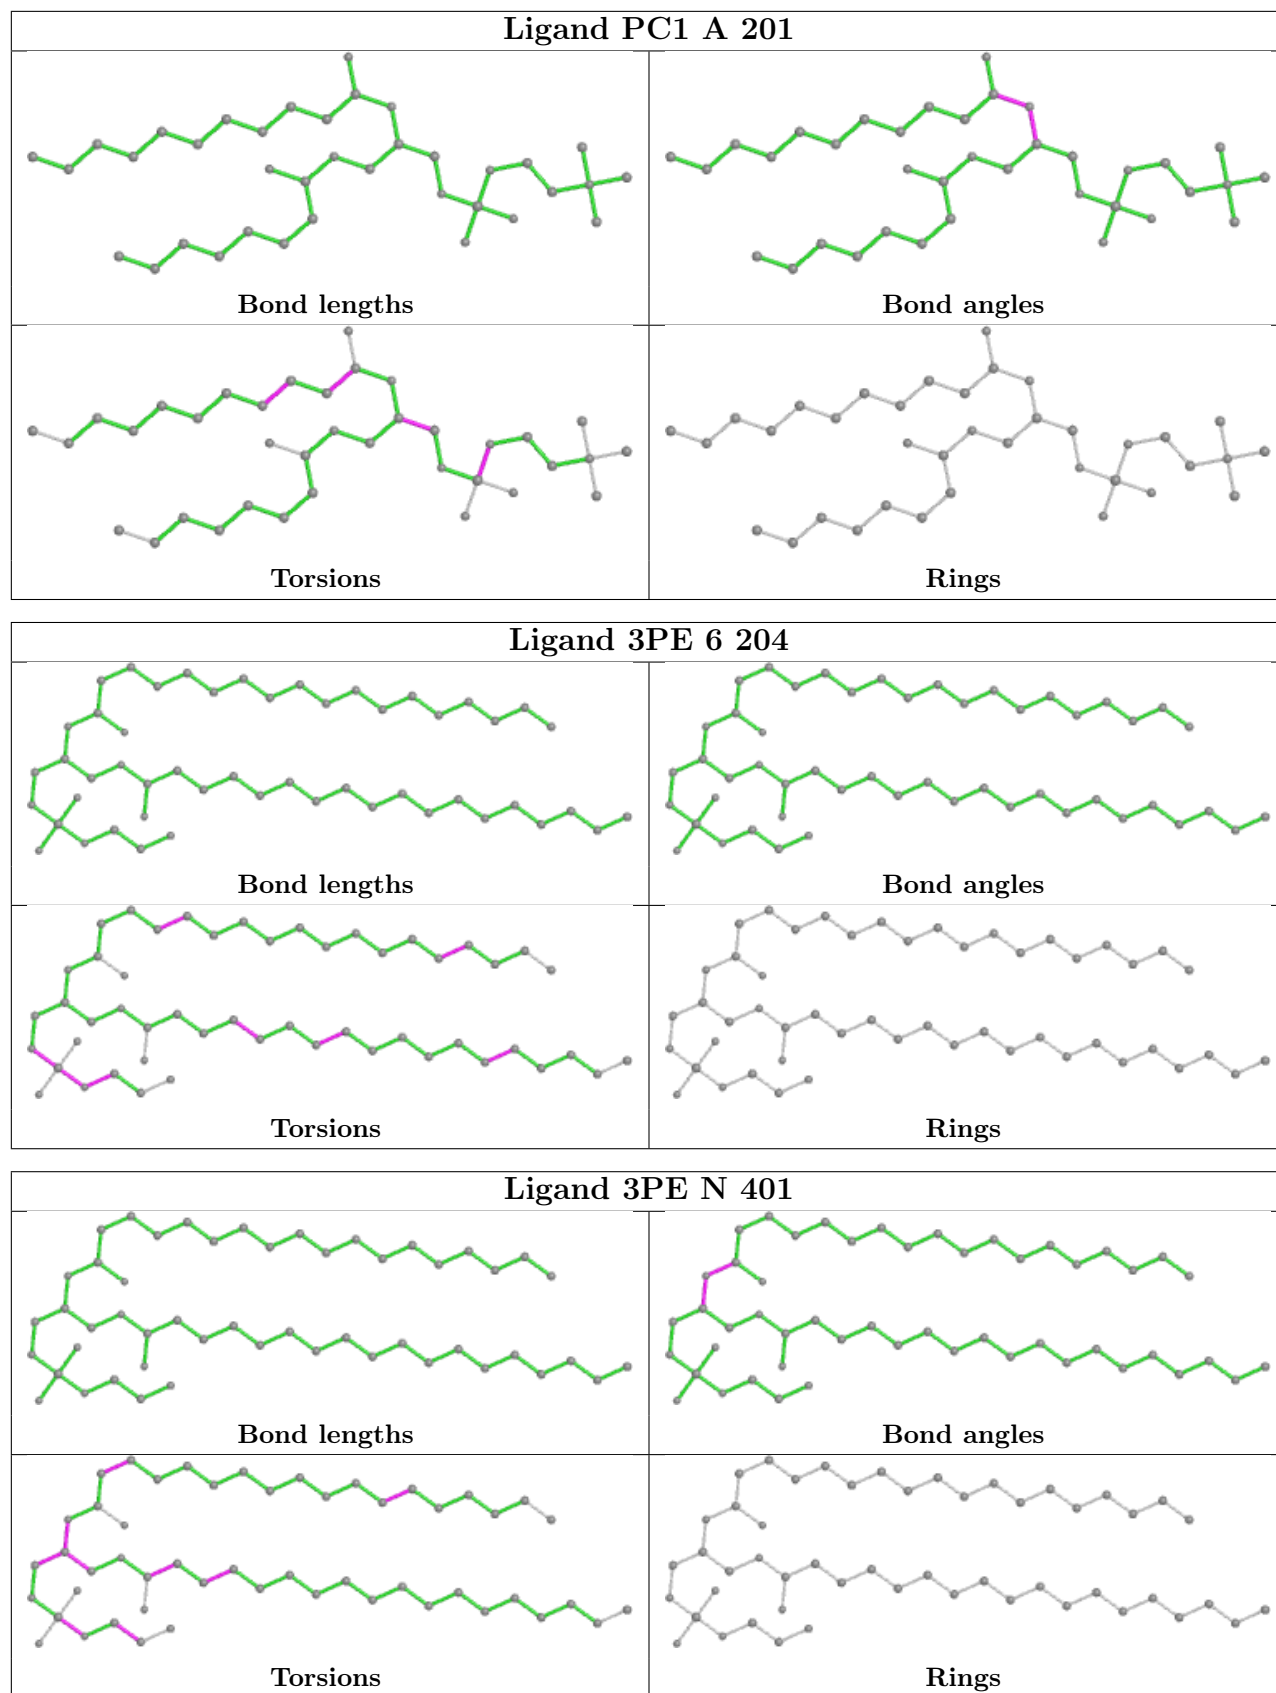 Ligand PC1 A 201
Bond lengths
Bond angles
Torsions
Rings
Ligand 3PE 6 204
Bond lengths
Bond angles
Torsions
Rings
Ligand 3PE N 401
Bond lengths
Bond angles
Torsions
Rings